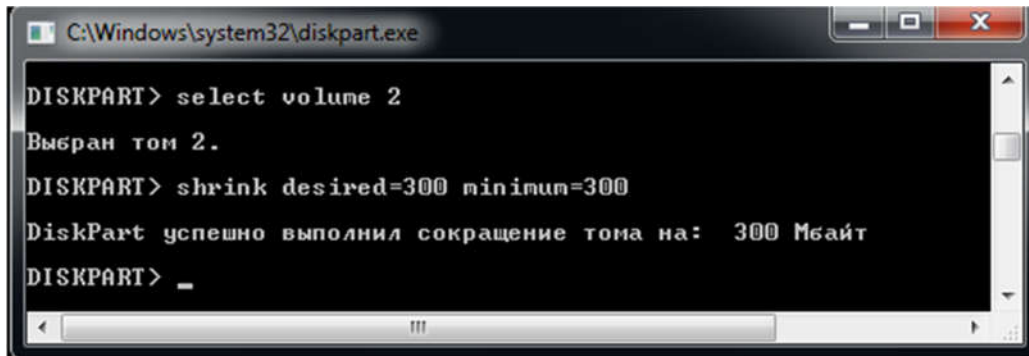 C:\Windows\system32\diskpart.exe
DISKPART> select volume 2
Выбран том 2.
DISKPART> shrink desired=300 minimum=300
DiskPart успешно выполнил сокращение тома на: 300 Мбайт
DISKPART> _